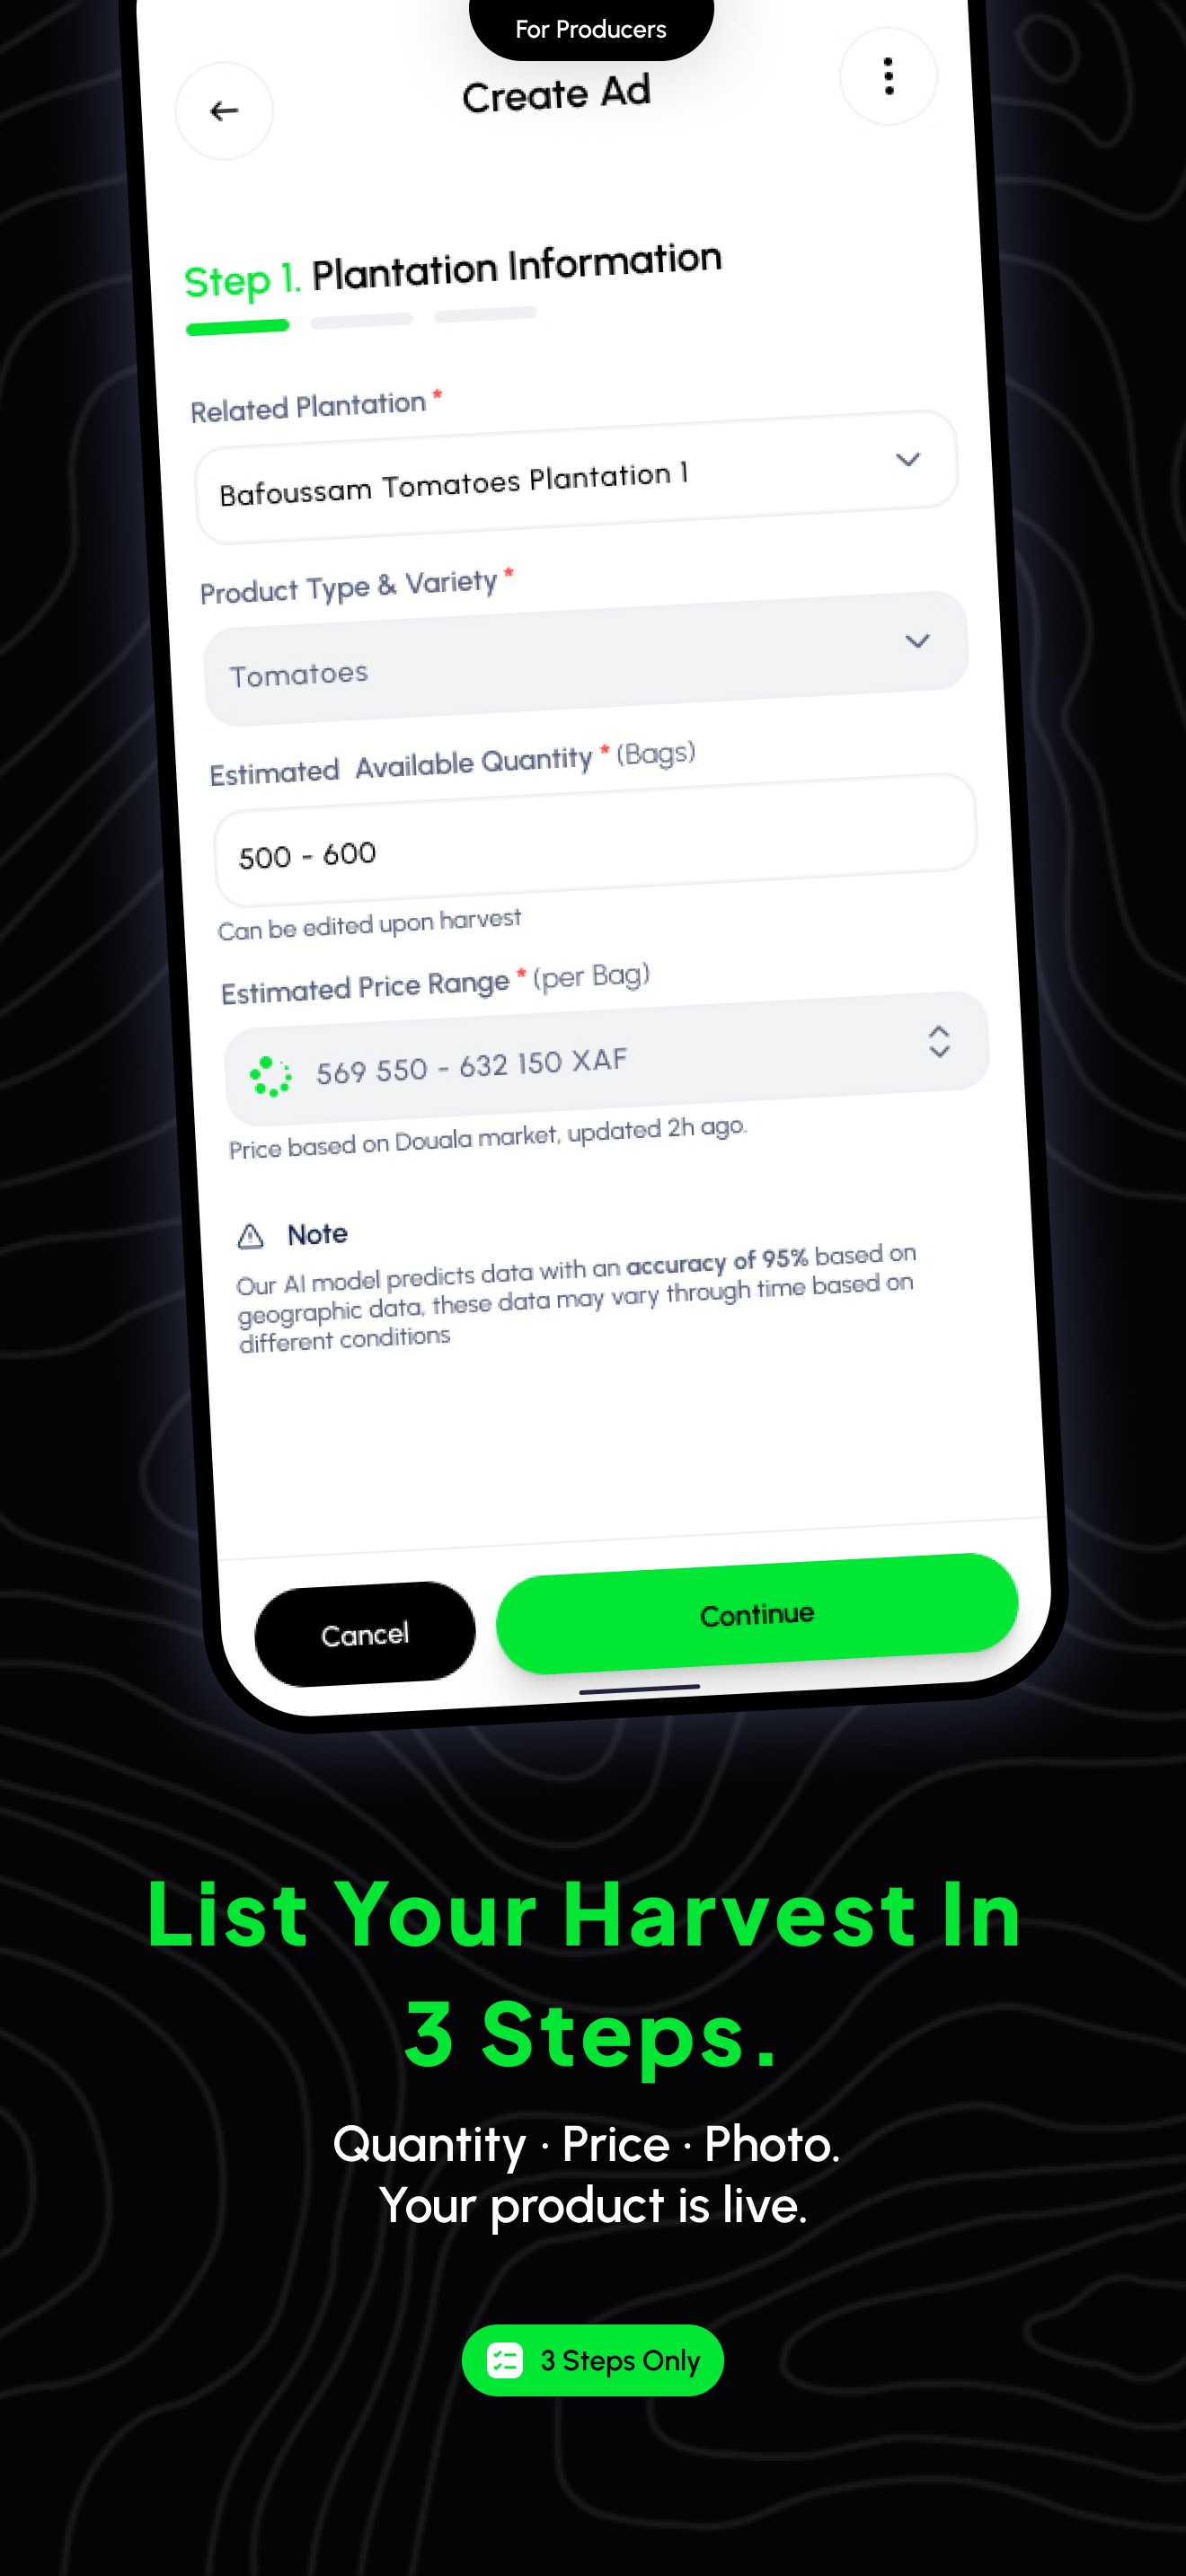 For Producers
Create Ad
Step 1. Plantation Information
Related Plantation *
Bafoussam Tomatoes Plantation 1
Product Type & Variety *
Tomatoes
Estimated  Available Quantity * (Bags)
500 - 600
Can be edited upon harvest
Estimated Price Range * (per Bag)
569 550 - 632 150 XAF
Price based on Douala market, updated 2h ago.
Note
Our AI model predicts data with an accuracy of 95% based on
geographic data, these data may vary through time based on
different conditions
Cancel
Continue
List Your Harvest In
3 Steps.
Quantity · Price · Photo.
Your product is live.
3 Steps Only